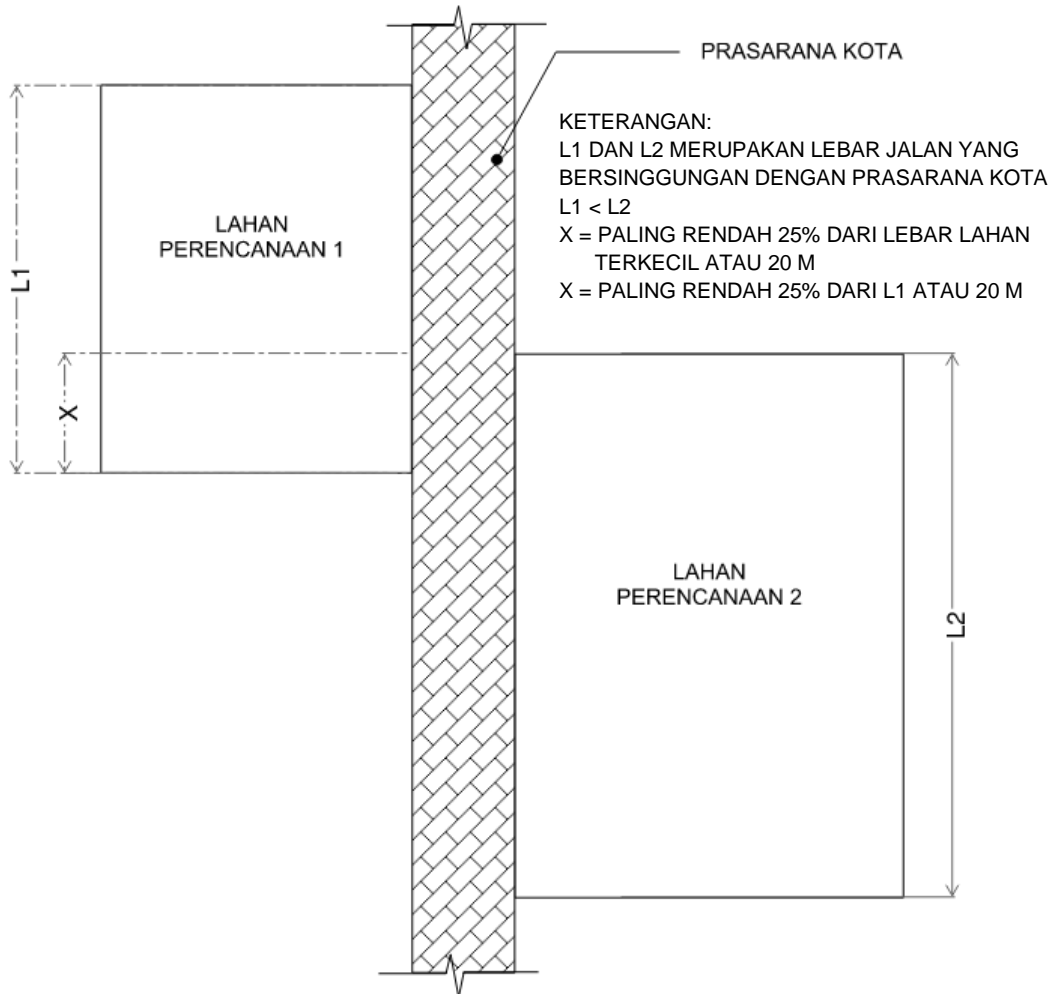 PRASARANA KOTA
KETERANGAN:
L1 DAN L2 MERUPAKAN LEBAR JALAN YANG
BERSINGGUNGAN DENGAN PRASARANA KOTA
L1 < L2
X = PALING RENDAH 25% DARI LEBAR LAHAN
TERKECIL ATAU 20 M
X = PALING RENDAH 25% DARI L1 ATAU 20 M
LAHAN
PERENCANAAN 1
L1
X
LAHAN
PERENCANAAN 2
L2